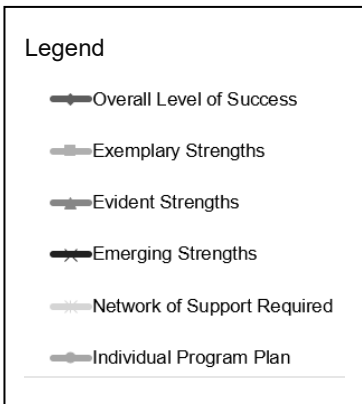 Legend
Overall Level of Success
Exemplary Strengths
Evident Strengths
Emerging Strengths
Network of Support Required
Individual Program Plan